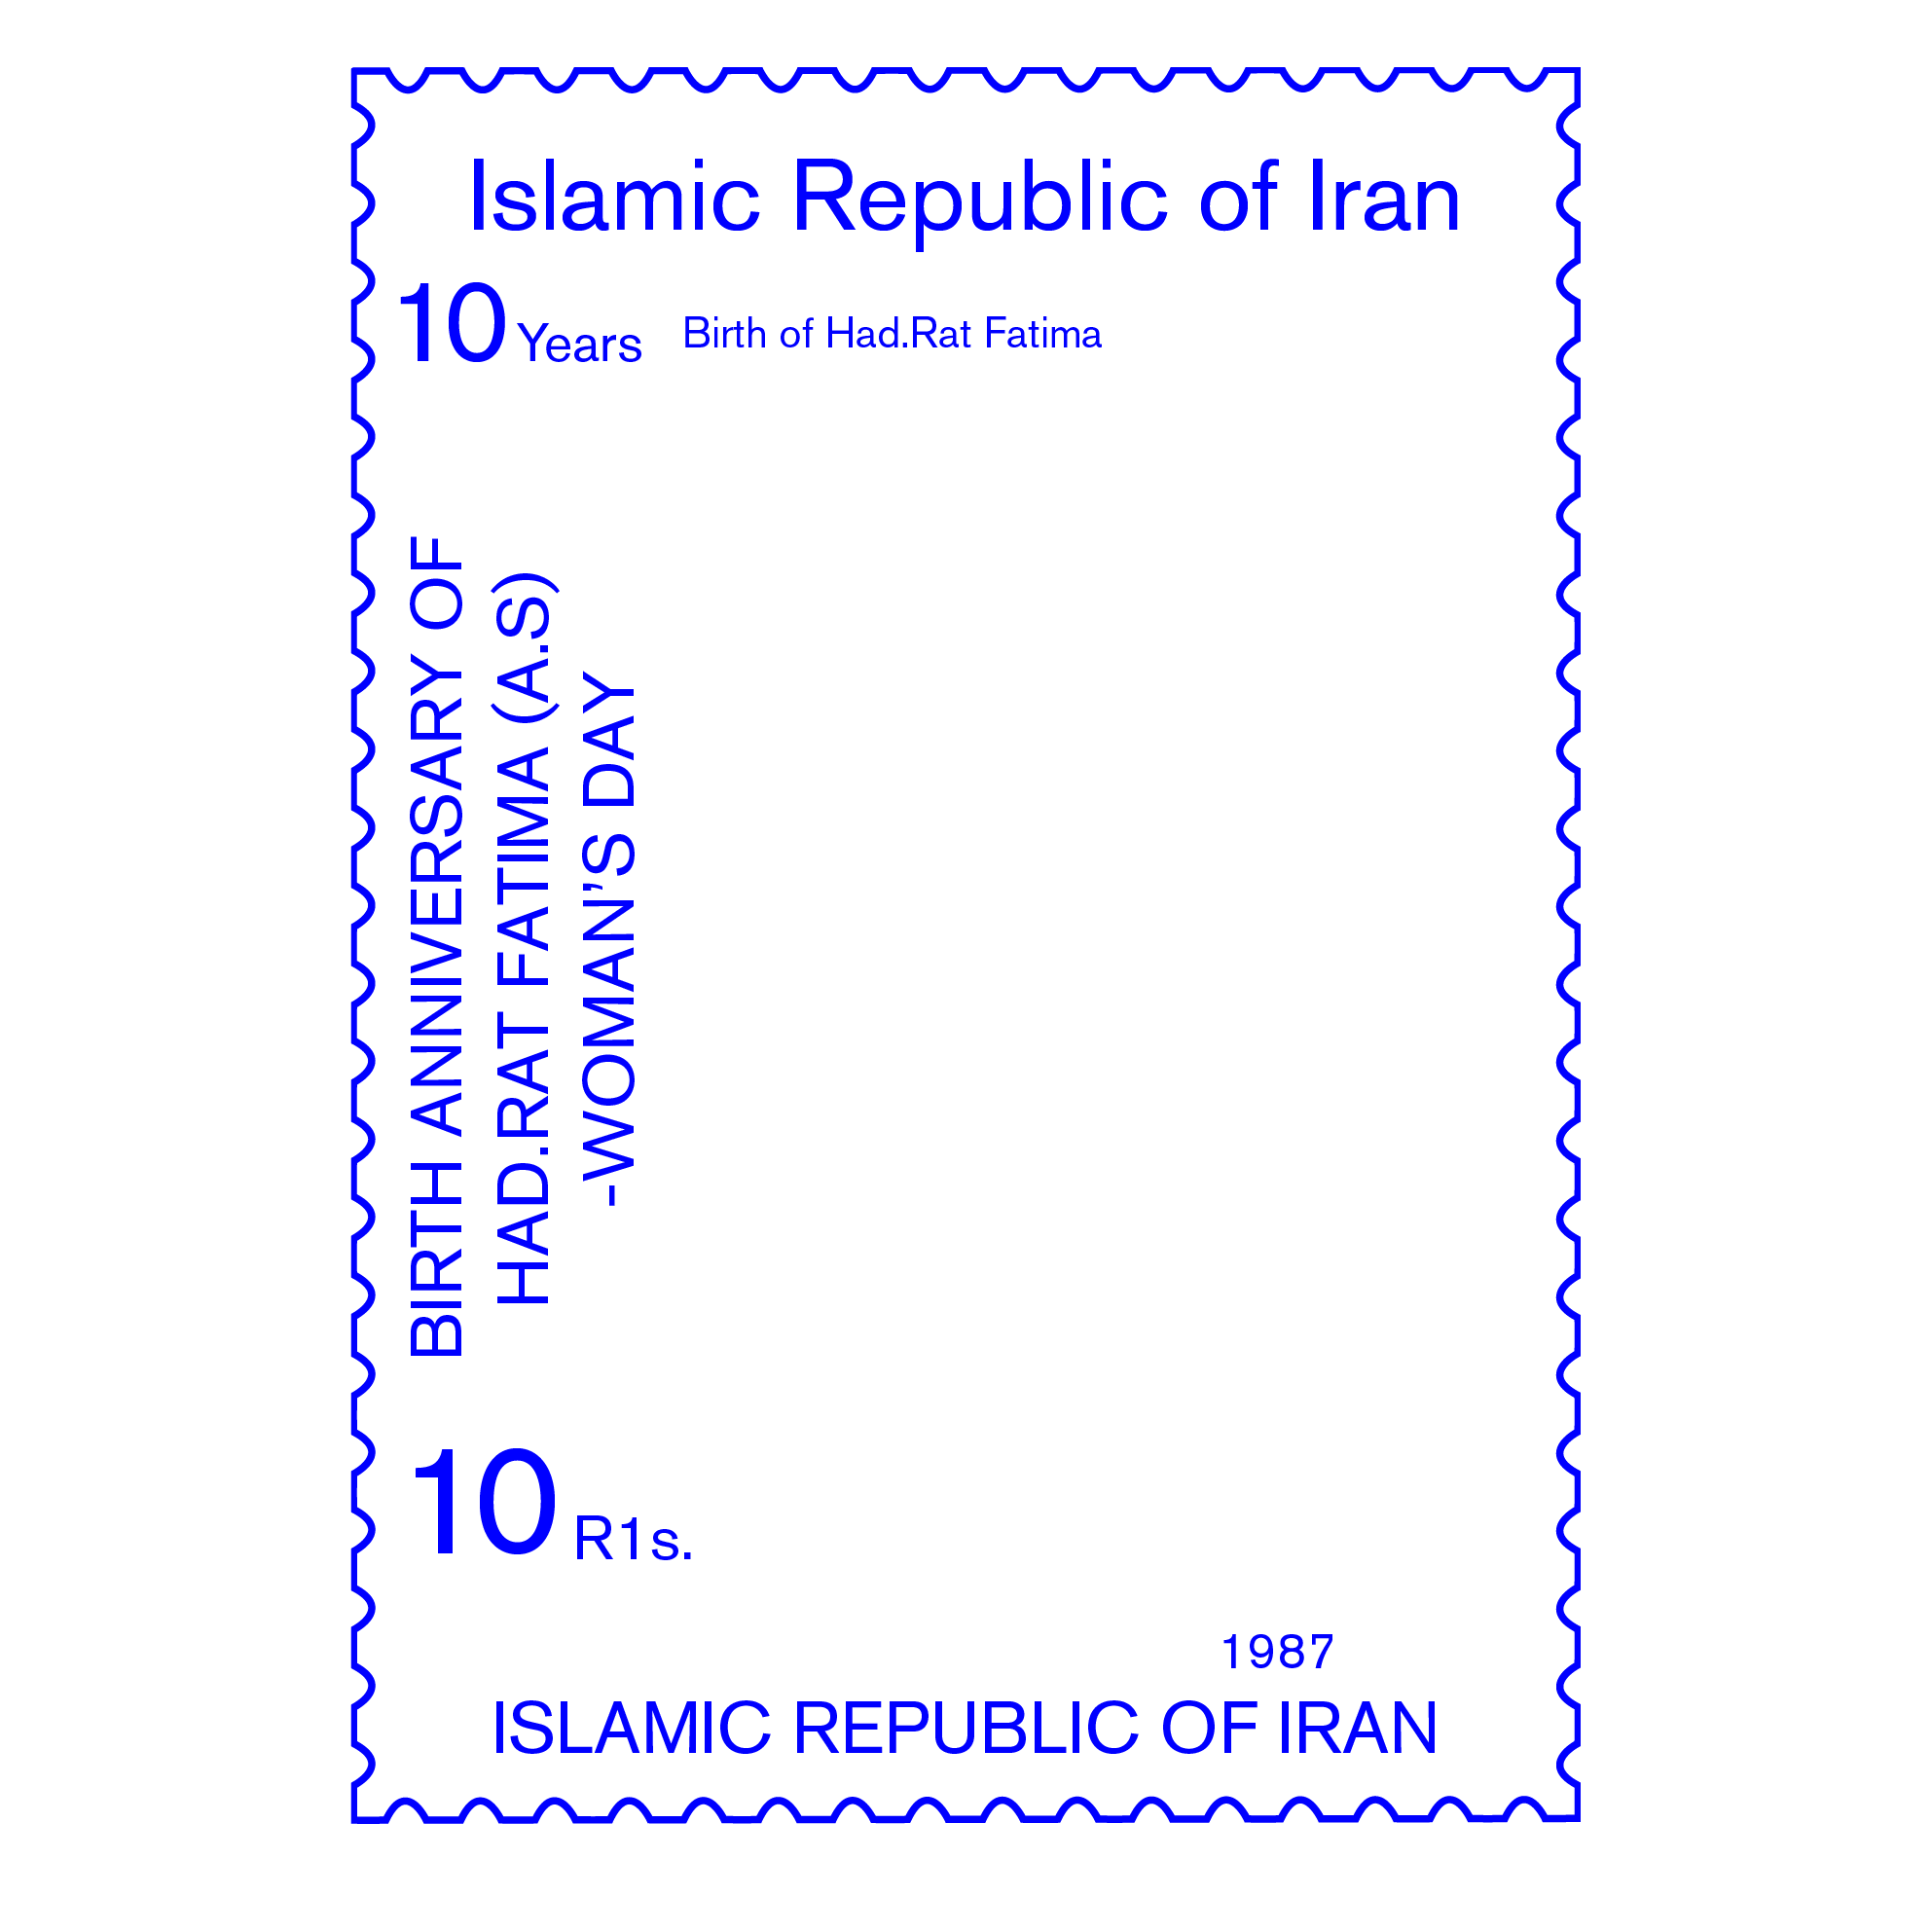 Islamic Republic of Iran
10 Years Birth of Had.Rat Fatima
BIRTH ANNIVERSARY OF
HAD.RAT FATIMA (A.S)
-WOMAN'S DAY
10 R1s.
1987
ISLAMIC REPUBLIC OF IRAN